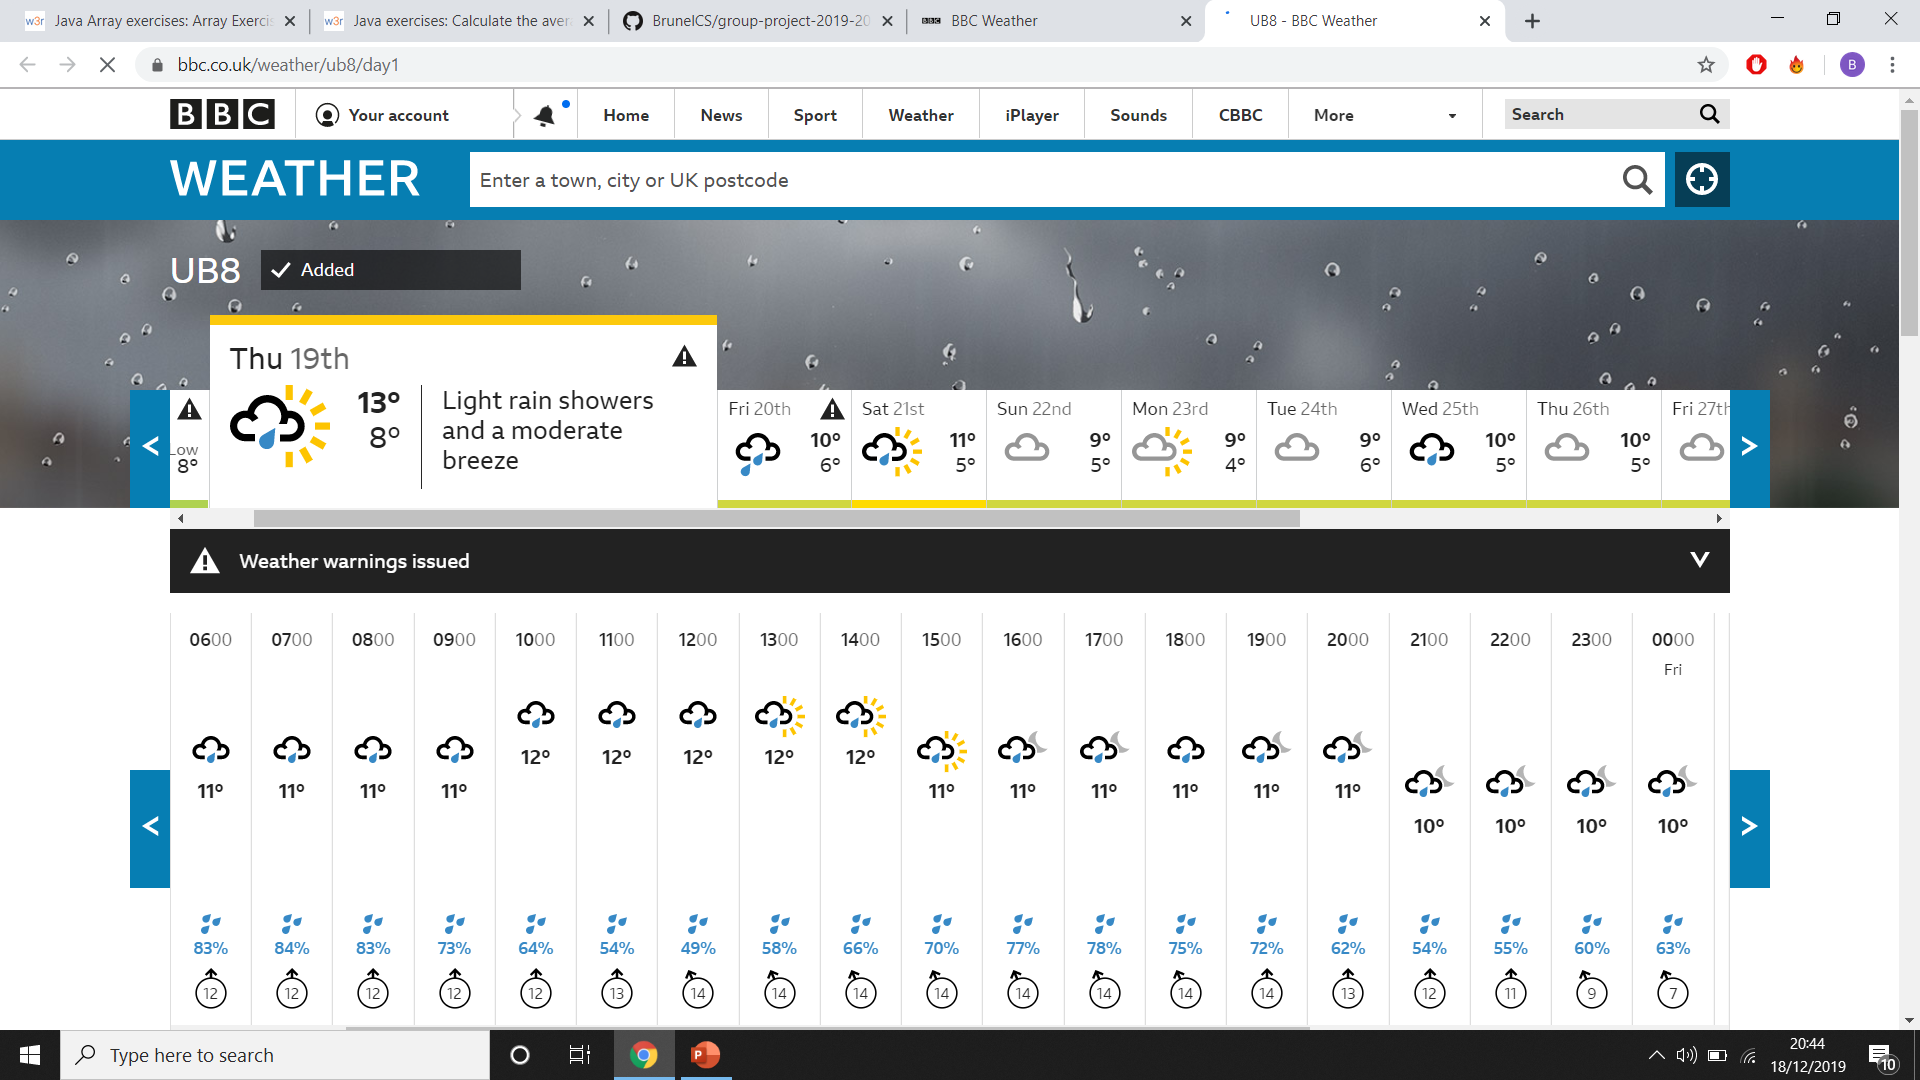 Java Array exercises: Array Exercis
Java exercises: Calculate the avera
BrunelCS/group-project-2019-20
BBC Weather
UB8 - BBC Weather
bbc.co.uk/weather/ub8/day1
B
BBC
Your account
Home
News
Sport
Weather
iPlayer
Sounds
CBBC
More
Search
WEATHER
Enter a town, city or UK postcode
UB8
Added
Low
8°
Thu 19th
13°
8°
Light rain showers
and a moderate
breeze
Fri 20th
10°
6°
Sat 21st
11°
5°
Sun 22nd
9°
5°
Mon 23rd
9°
4°
Tue 24th
9°
6°
Wed 25th
10°
5°
Thu 26th
10°
5°
Fri 27th
Weather warnings issued
0600 0700 0800 0900 1000 1100 1200 1300 1400 1500 1600 1700 1800 1900 2000 2100 2200 2300 0000
Fri
11° 11° 11° 11° 12° 12° 12° 12° 12° 11° 11° 11° 11° 11° 11° 10° 10° 10° 10°
83% 84% 83% 73% 64% 54% 49% 58% 66% 70% 77% 78% 75% 72% 62% 54% 55% 60% 63%
12 12 12 12 12 13 14 14 14 14 14 14 14 14 13 12 11 9 7
Type here to search
20:44
18/12/2019
10